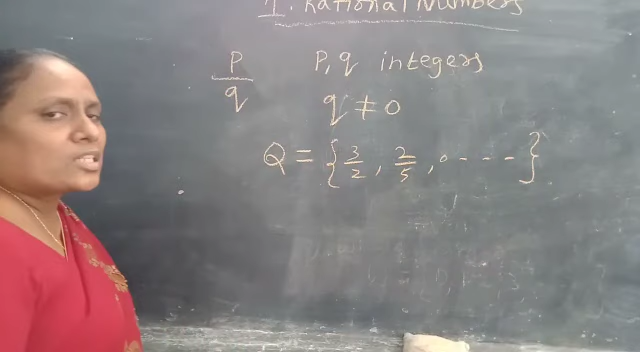 1. Rational Numbers
P/q P, q integers
q ≠ 0
Q = {3/2, 2/5, 0 - - - -}